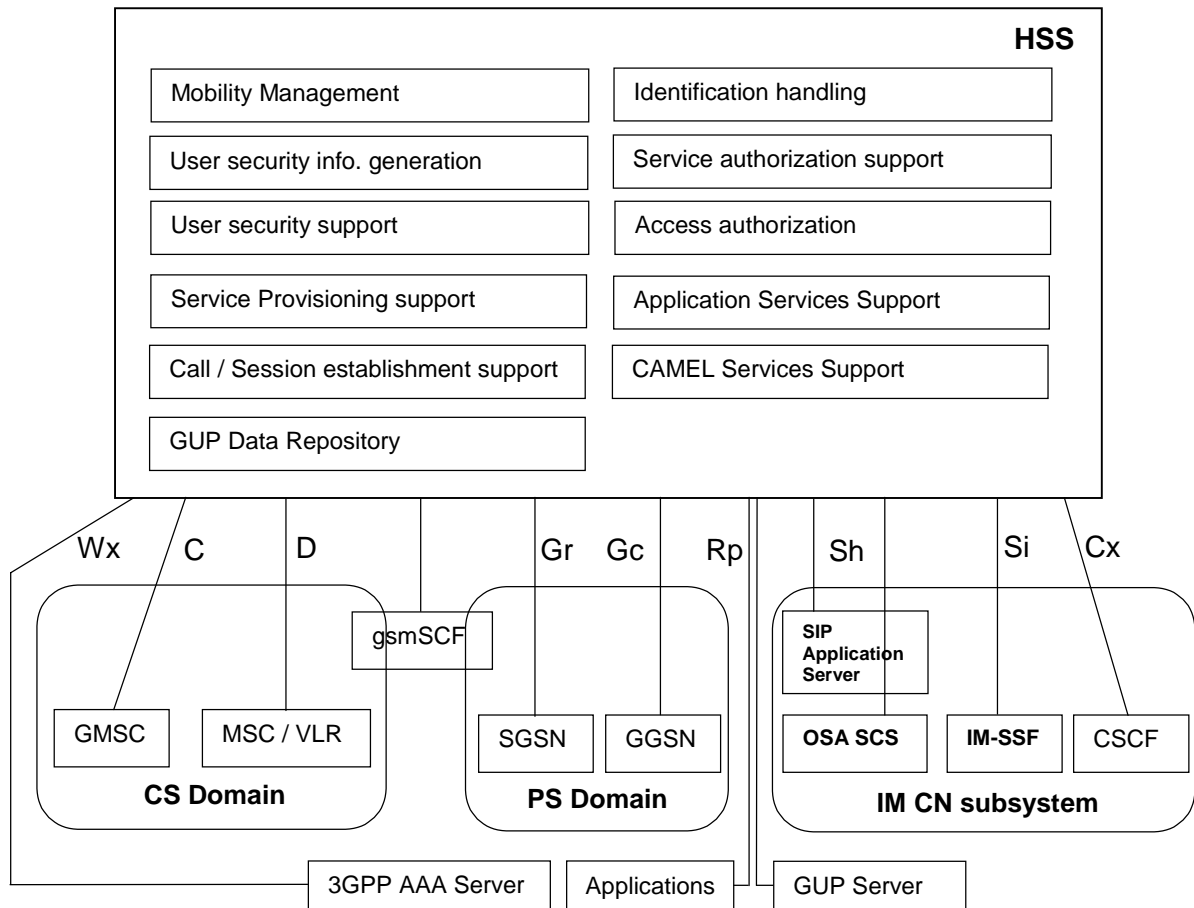 HSS
Mobility Management
Identification handling
User security info. generation
Service authorization support
User security support
Access authorization
Service Provisioning support
Application Services Support
Call / Session establishment support
CAMEL Services Support
GUP Data Repository
Wx
C
D
Gr
Gc
Rp
Sh
Si
Cx
gsmSCF
SIP
Application
Server
GMSC
MSC / VLR
SGSN
GGSN
OSA SCS
IM-SSF
CSCF
CS Domain
PS Domain
IM CN subsystem
3GPP AAA Server
Applications
GUP Server